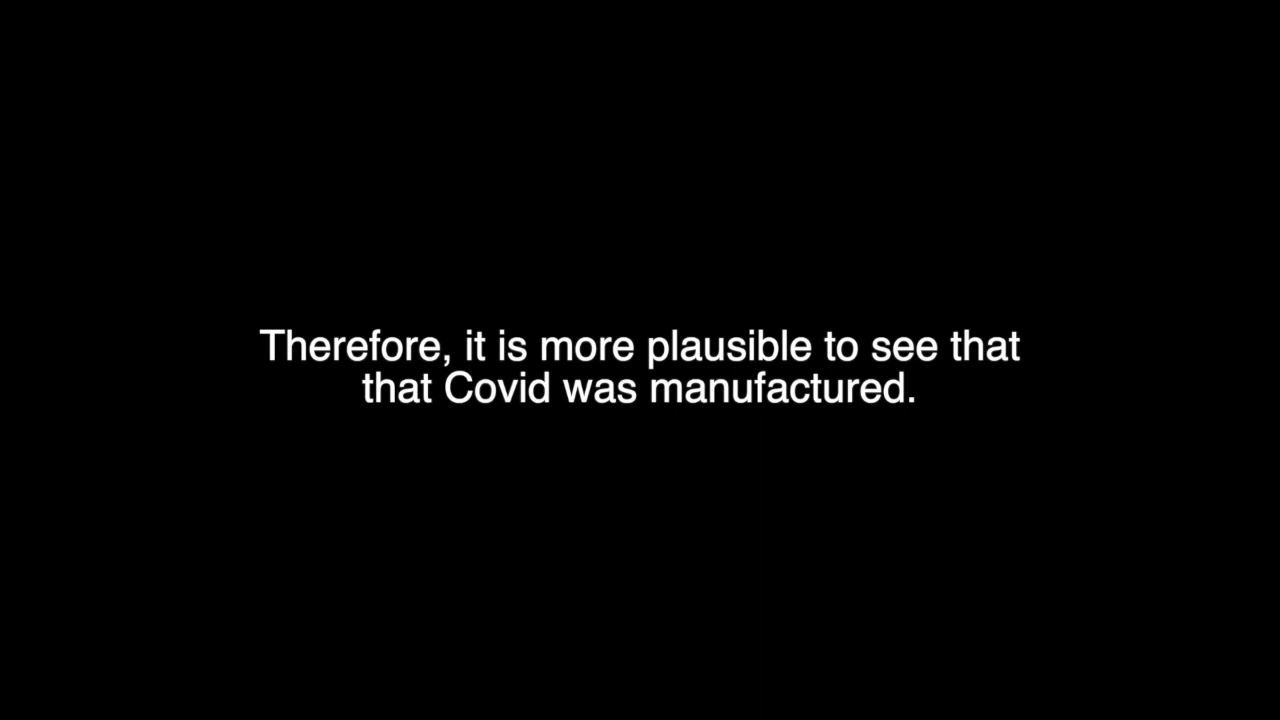 Therefore, it is more plausible to see that
that Covid was manufactured.